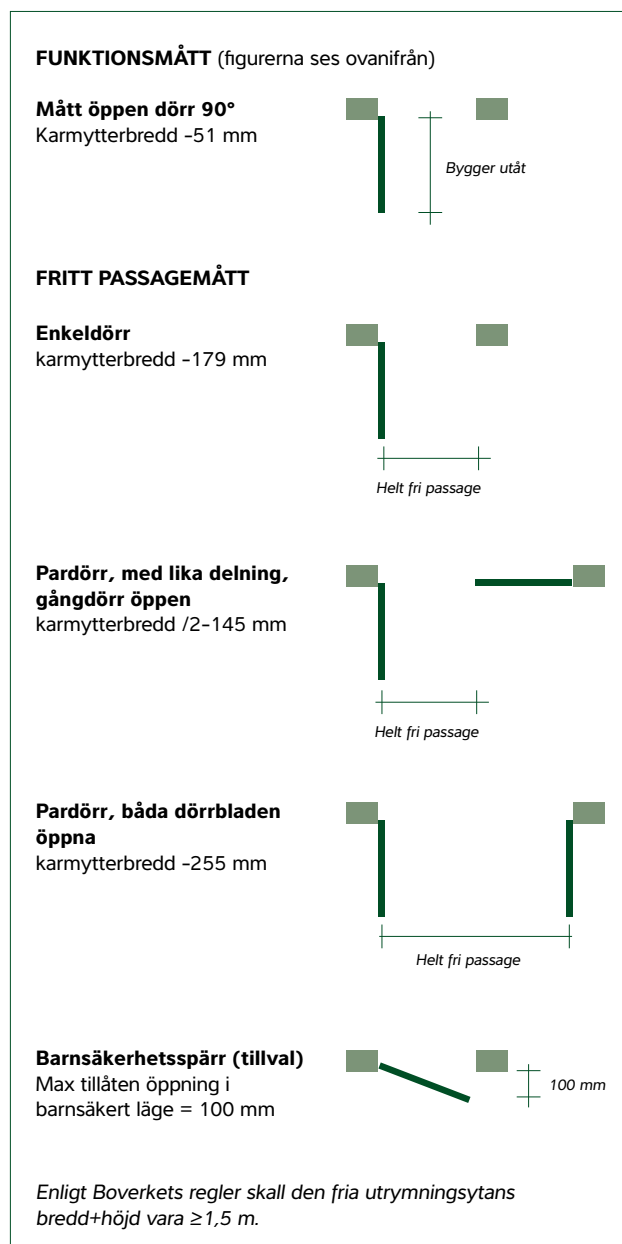 FUNKTIONSMÅTT (figurerna ses ovanifrån)
Mått öppen dörr 90°
Karmytterbredd -51 mm
Bygger utåt
FRITT PASSAGEMÅTT
Enkeldörr
karmytterbredd -179 mm
Helt fri passage
Pardörr, med lika delning,
gångdörr öppen
karmytterbredd /2-145 mm
Helt fri passage
Pardörr, båda dörrbladen
öppna
karmytterbredd -255 mm
Helt fri passage
Barnsäkerhetsspärr (tillval)
Max tillåten öppning i
barnsäkert läge = 100 mm
100 mm
Enligt Boverkets regler skall den fria utrymningsytans
bredd+höjd vara ≥1,5 m.